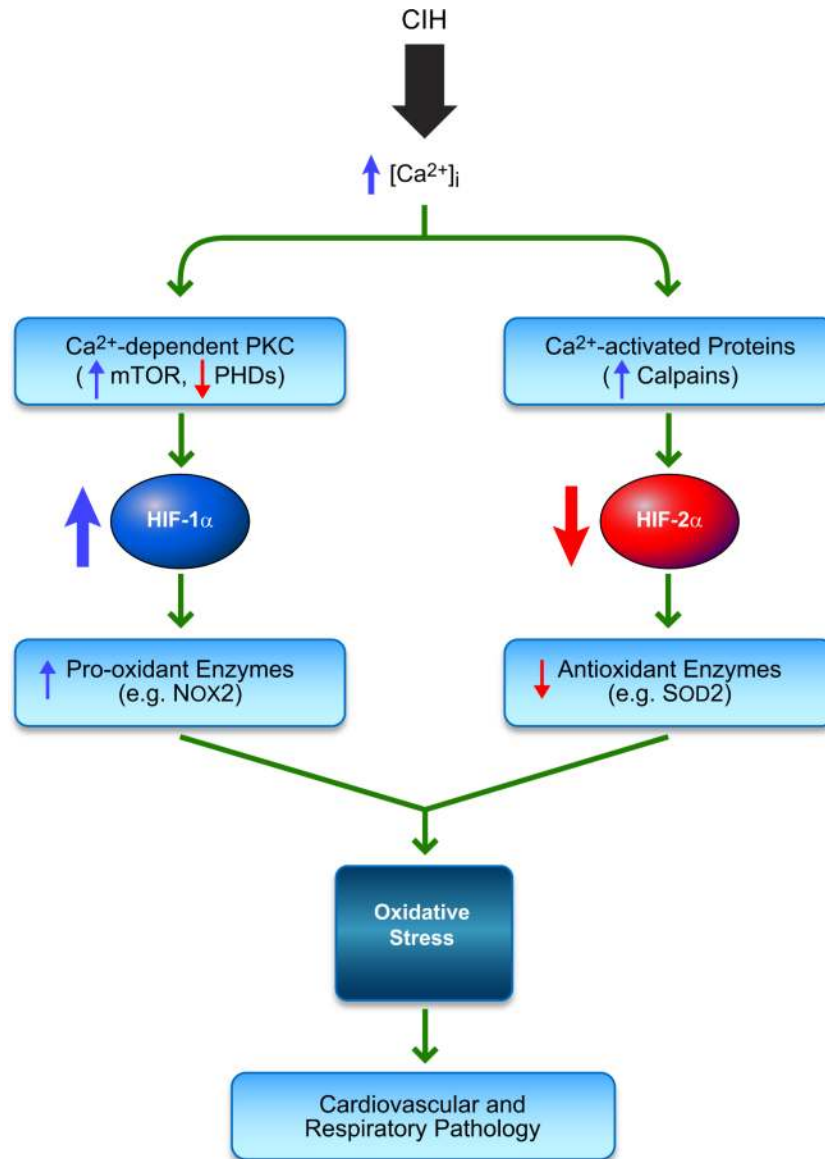 CIH
[Ca²⁺]i
Ca²⁺-dependent PKC
( mTOR, PHDs)
Ca²⁺-activated Proteins
( Calpains)
HIF-1α
HIF-2α
Pro-oxidant Enzymes
(e.g. NOX2)
Antioxidant Enzymes
(e.g. SOD2)
Oxidative
Stress
Cardiovascular and
Respiratory Pathology